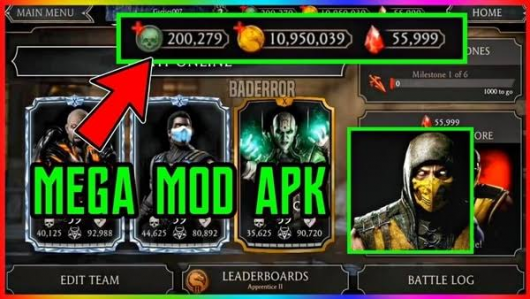 MAIN MENU
HOME
200,279 10,950,039 55,999
BADERROR
Milestone 1 of 6
0
1000 to go
55,999
MEGA MOD APK
40,125 92,988
44,625 80,892
35,625 90,720
EDIT TEAM
LEADERBOARDS
Apprentice II
BATTLE LOG